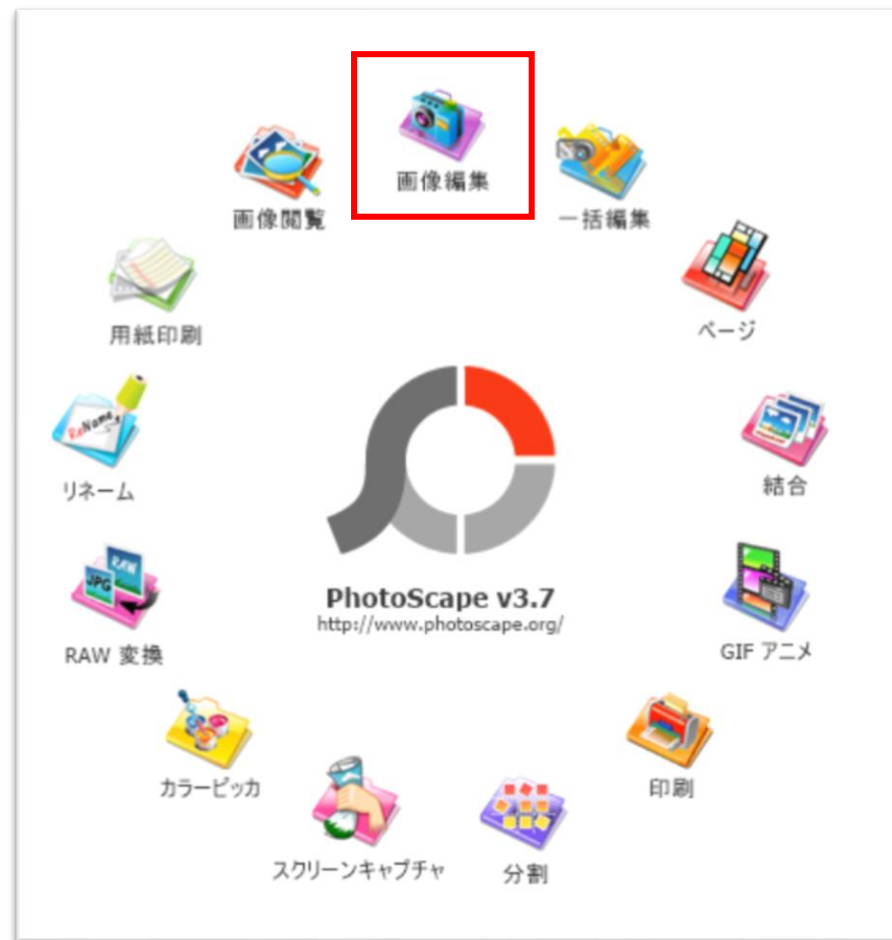 画像編集
画像閲覧
一括編集
用紙印刷
ページ
ReName
リネーム
結合
PhotoScape v3.7
http://www.photoscape.org/
RAW
JPG
RAW 変換
GIF アニメ
カラーピッカ
印刷
スクリーンキャプチャ
分割